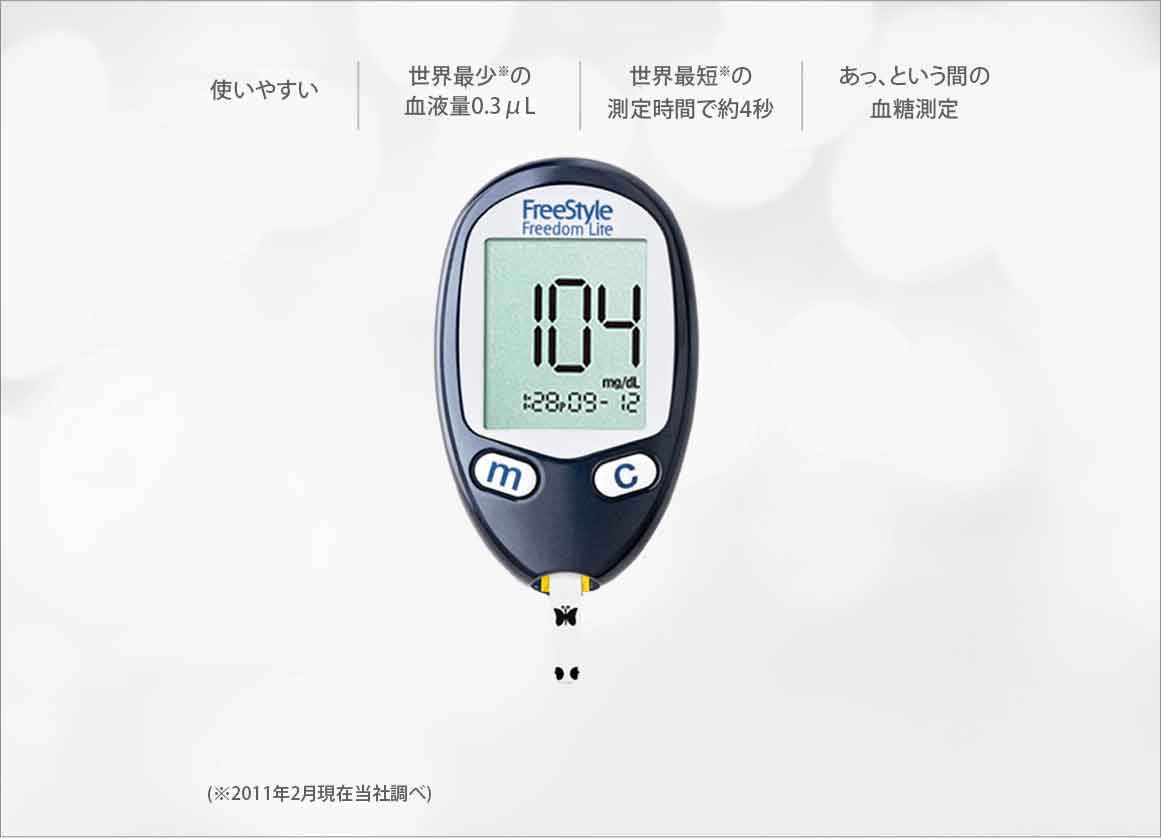 使いやすい
世界最少※の
血液量0.3μL
世界最短※の
測定時間で約4秒
あっ、という間の
血糖測定
FreeStyle
Freedom Lite
104
mg/dL
1:28p09-12
m
c
(※2011年2月現在当社調べ)